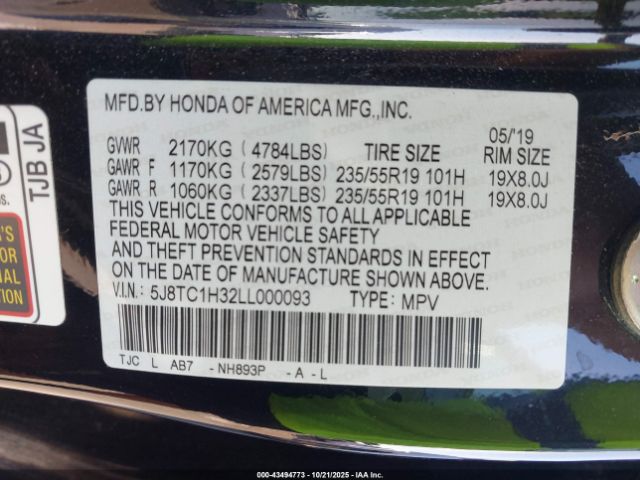 MFD.BY HONDA OF AMERICA MFG.,INC.
05/'19
GVWR 2170KG ( 4784LBS ) TIRE SIZE RIM SIZE
GAWR F 1170KG ( 2579LBS ) 235/55R19 101H 19X8.0J
GAWR R 1060KG ( 2337LBS ) 235/55R19 101H 19X8.0J
THIS VEHICLE CONFORMS TO ALL APPLICABLE
FEDERAL MOTOR VEHICLE SAFETY
AND THEFT PREVENTION STANDARDS IN EFFECT
ON THE DATE OF MANUFACTURE SHOWN ABOVE.
V.I.N.: 5J8TC1H32LL000093 TYPE: MPV
TJC L AB7 - NH893P - A - L
TJB JA
000-43494773 - 10/21/2025 - IAA, Inc.